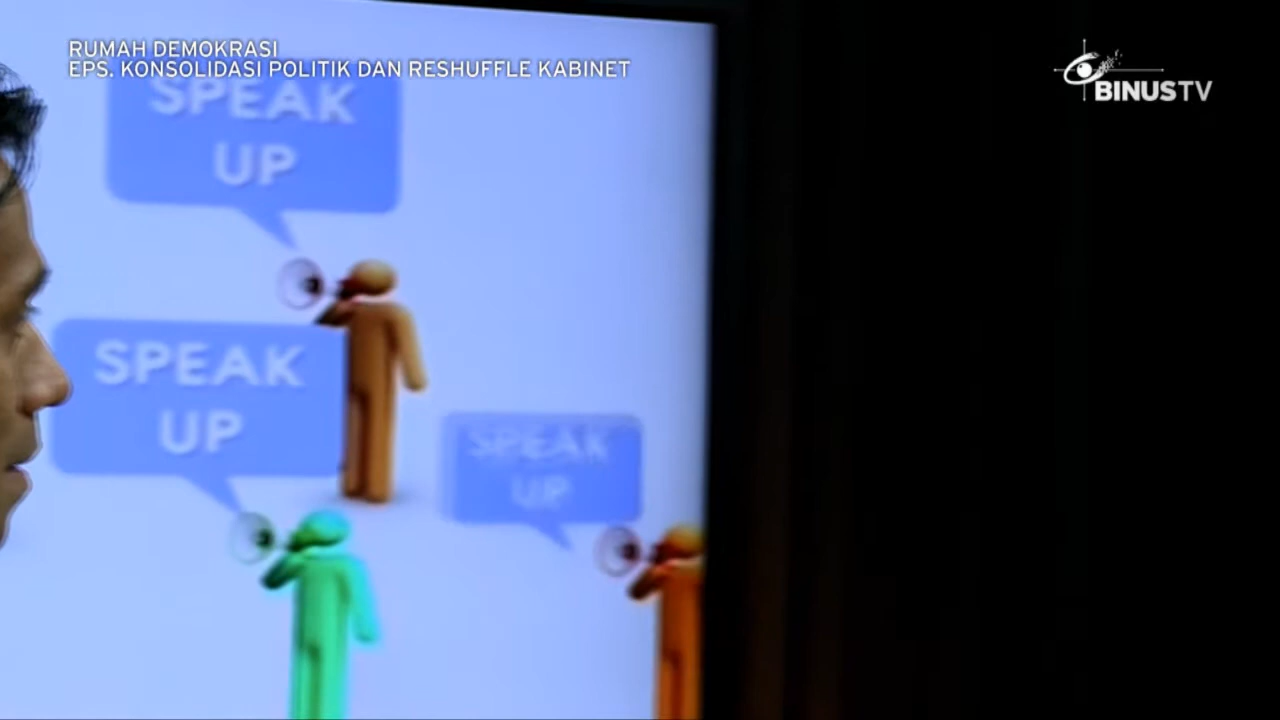 RUMAH DEMOKRASI
EPS. KONSOLIDASI POLITIK DAN RESHUFFLE KABINET
BINUSTV
SPEAK
UP
SPEAK
UP
SPEAK
UP